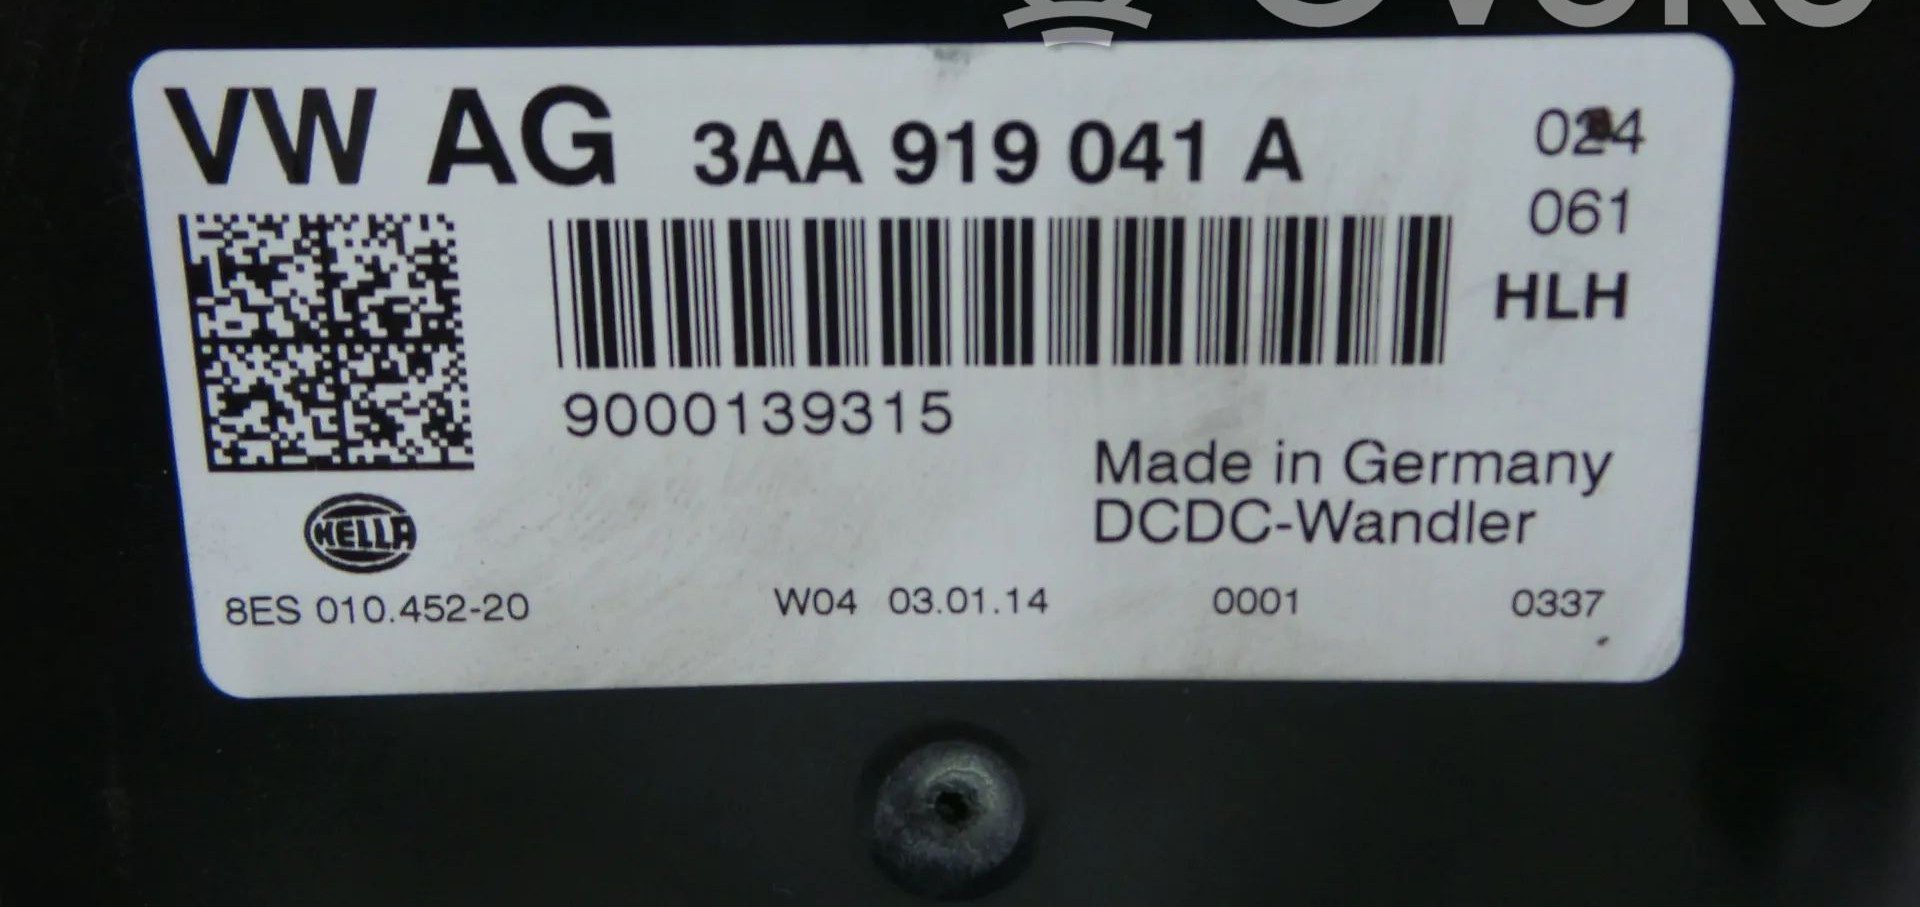 VW AG 3AA 919 041 A
024
061
HLH
9000139315
Made in Germany
DCDC-Wandler
HELLA
8ES 010.452-20 W04 03.01.14 0001 0337